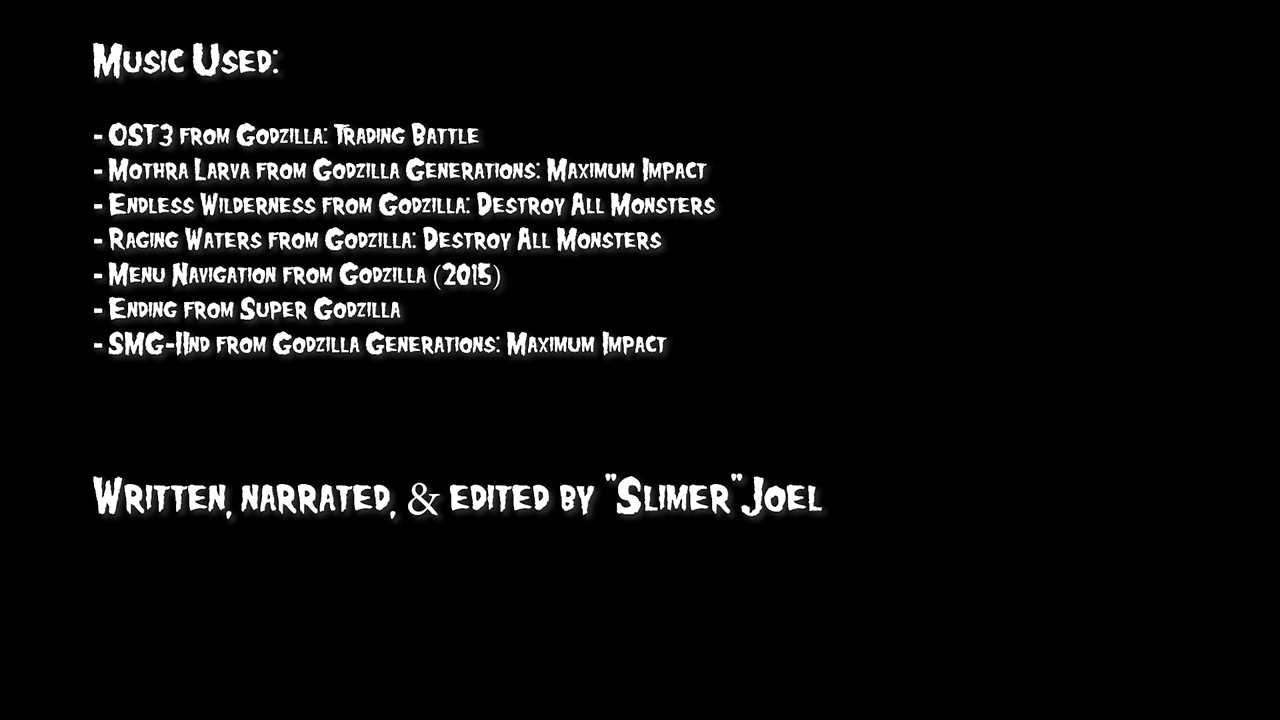 Music Used:
- OST3 from Godzilla: Trading Battle
- Mothra Larva from Godzilla Generations: Maximum Impact
- Endless Wilderness from Godzilla: Destroy All Monsters
- Raging Waters from Godzilla: Destroy All Monsters
- Menu Navigation from Godzilla (2015)
- Ending from Super Godzilla
- SMG-IInd from Godzilla Generations: Maximum Impact
Written, narrated, & edited by "Slimer" Joel